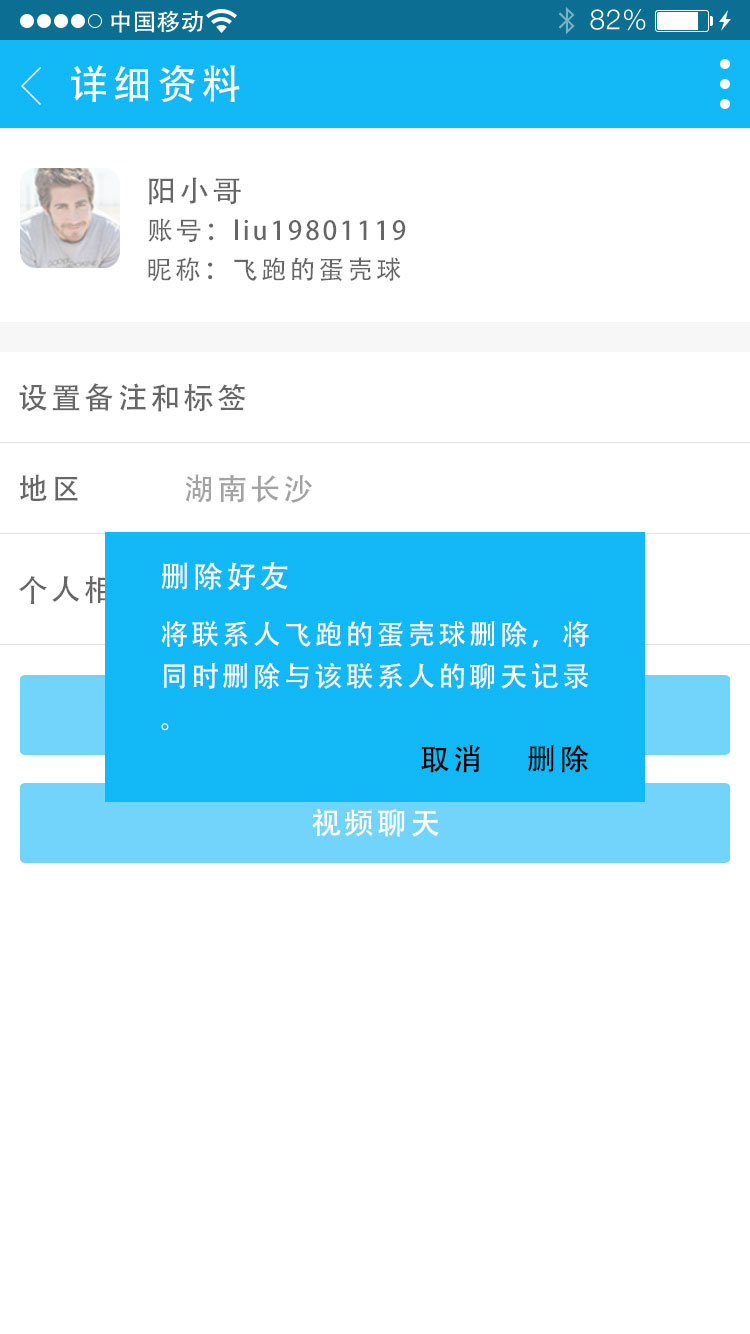 中国移动 82%
详细资料
阳小哥
账号：liu19801119
昵称：飞跑的蛋壳球
设置备注和标签
地区 湖南长沙
个人相
删除好友
将联系人飞跑的蛋壳球删除，将
同时删除与该联系人的聊天记录
。
取消 删除
视频聊天